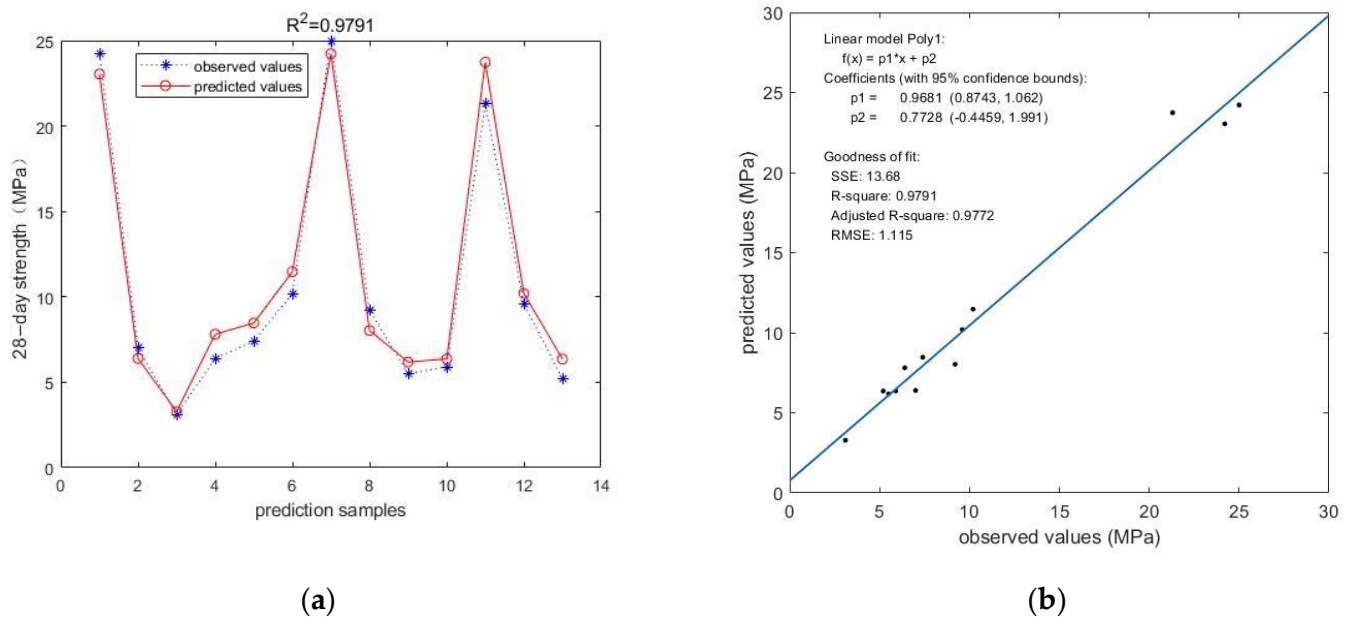 R²=0.9791
25
20
15
10
5
0
28-day strength（MPa）
observed values
predicted values
0 2 4 6 8 10 12 14
prediction samples
(a)
30
25
20
15
10
5
0
predicted values (MPa)
Linear model Poly1:
f(x) = p1*x + p2
Coefficients (with 95% confidence bounds):
p1 = 0.9681 (0.8743, 1.062)
p2 = 0.7728 (-0.4459, 1.991)
Goodness of fit:
SSE: 13.68
R-square: 0.9791
Adjusted R-square: 0.9772
RMSE: 1.115
0 5 10 15 20 25 30
observed values (MPa)
(b)